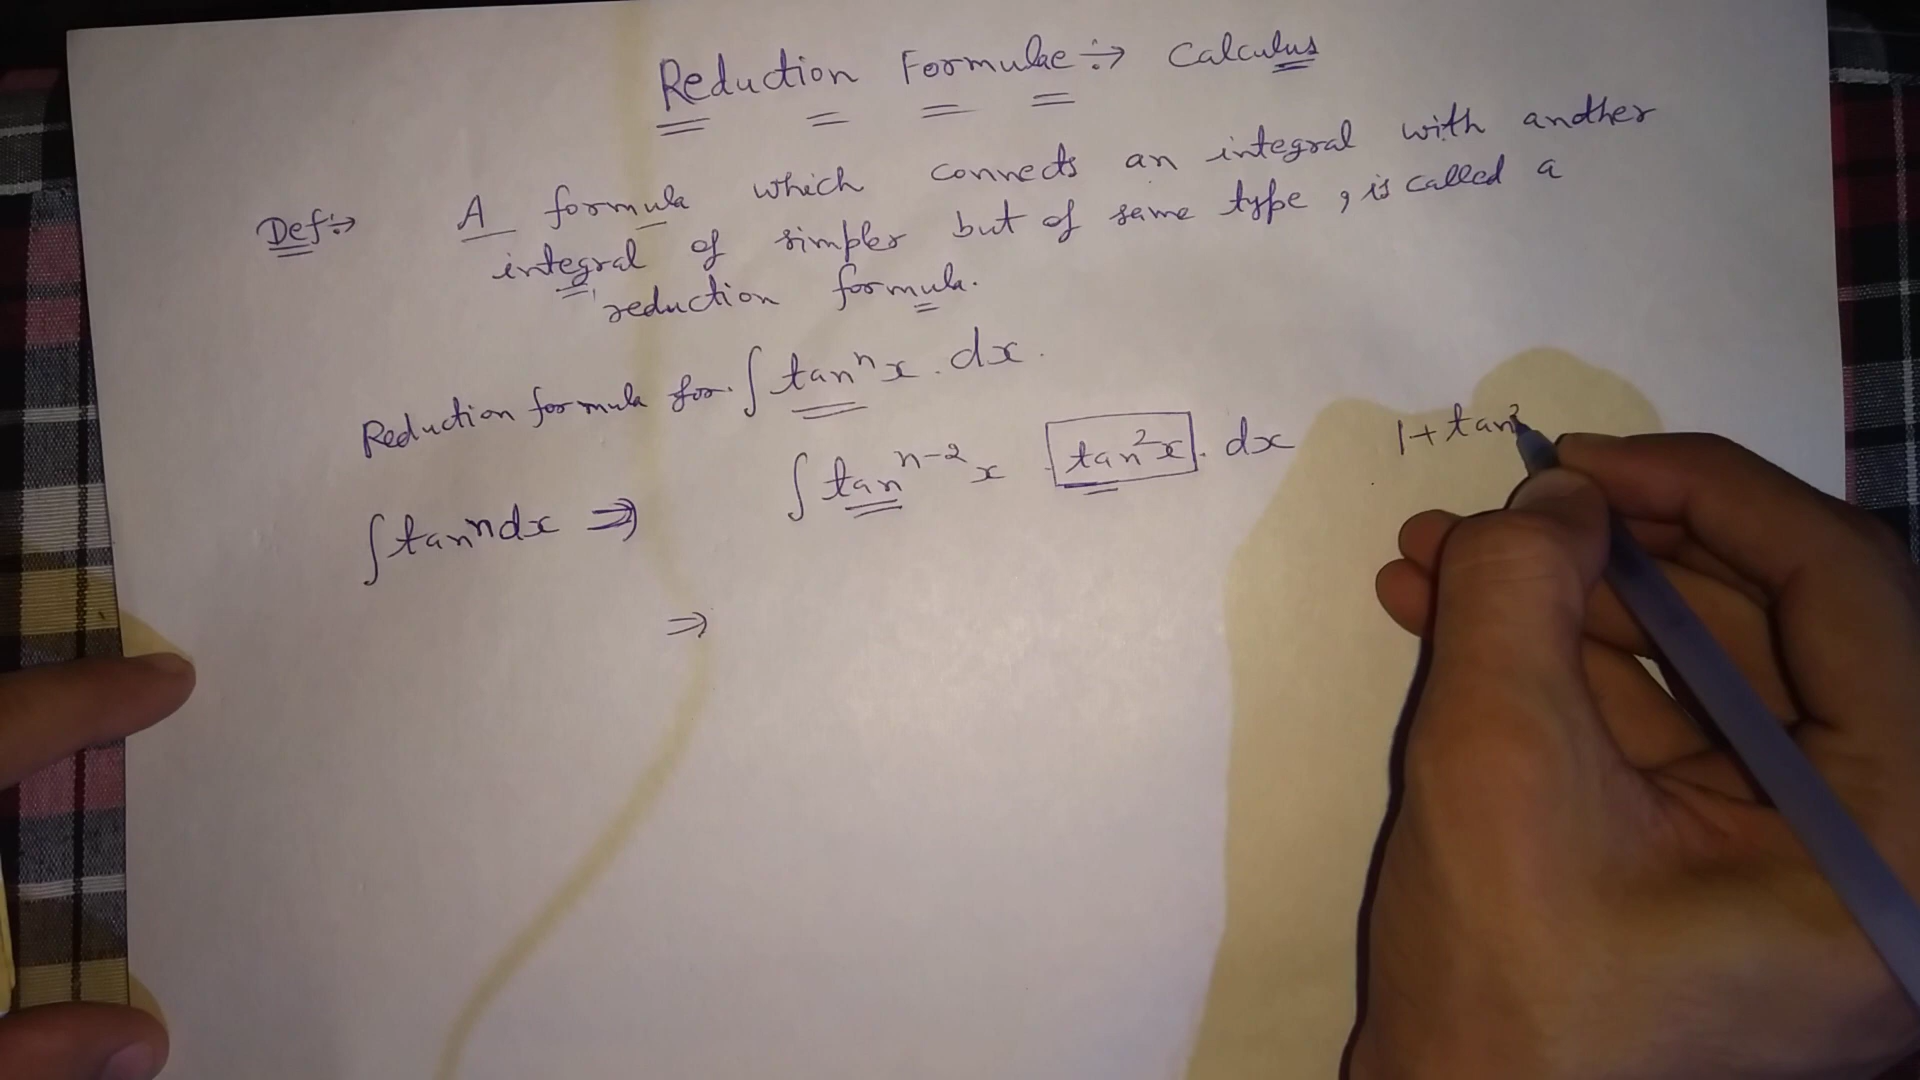 Reduction Formulae :→ Calculus
Def :→ A formula which connects an integral with another
integral of simpler but of same type, is called a
reduction formula.
Reduction formula for ∫ tanⁿx . dx.
∫ tanⁿdx ⇒ ∫ tanⁿ⁻²x . tan²x . dx 1 + tan²
⇒